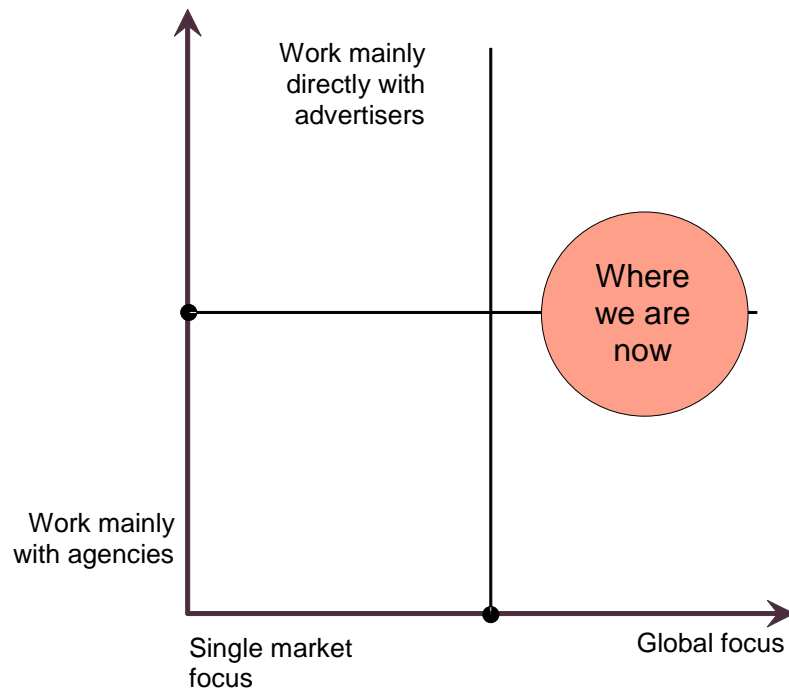 Work mainly
directly with
advertisers
Where
we are
now
Work mainly
with agencies
Single market
focus
Global focus